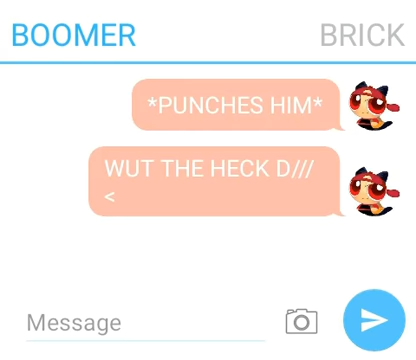 BOOMER
BRICK
*PUNCHES HIM*
WUT THE HECK D///
<
Message